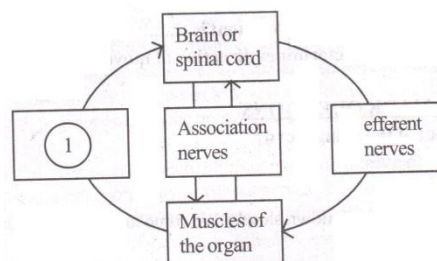 Brain or
spinal cord
1
Association
nerves
efferent
nerves
Muscles of
the organ